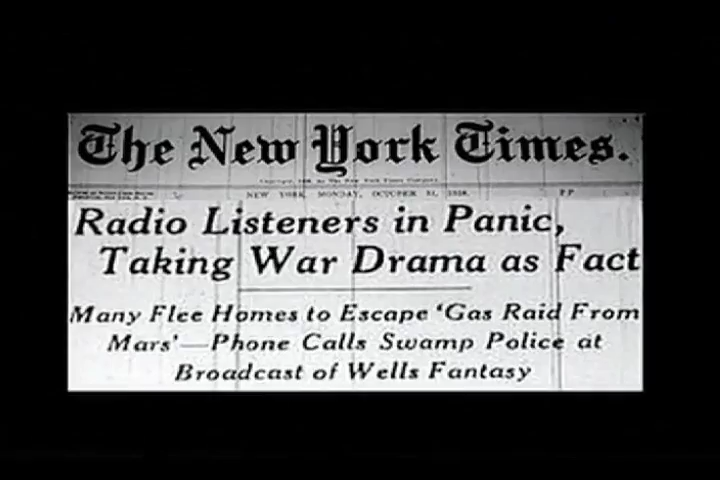 The New York Times.
NEW YORK, MONDAY, OCTOBER 31, 1938.
Radio Listeners in Panic,
Taking War Drama as Fact
Many Flee Homes to Escape 'Gas Raid From
Mars'—Phone Calls Swamp Police at
Broadcast of Wells Fantasy